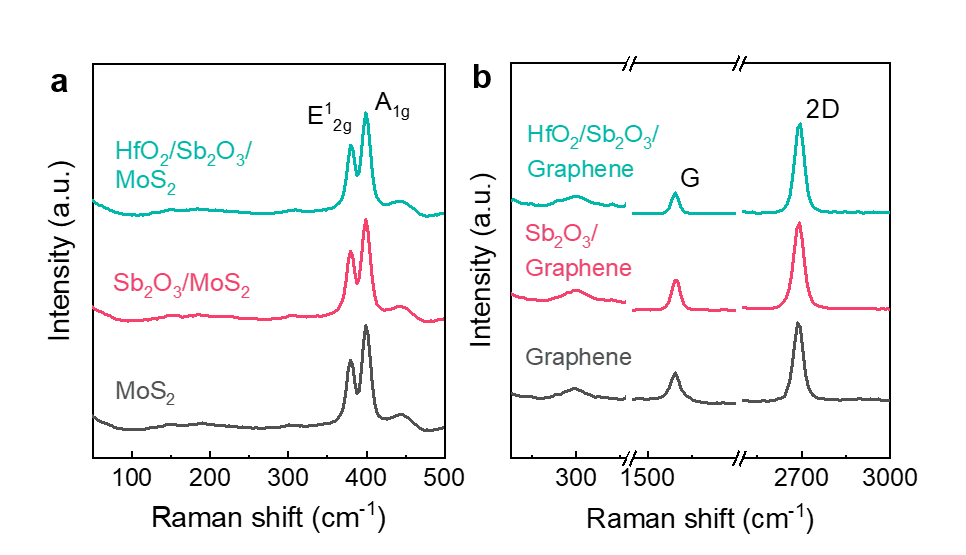 a
E¹₂g
A₁g
HfO₂/Sb₂O₃/
MoS₂
Sb₂O₃/MoS₂
MoS₂
Intensity (a.u.)
100 200 300 400 500
Raman shift (cm⁻¹)
b
2D
HfO₂/Sb₂O₃/
Graphene
G
Sb₂O₃/
Graphene
Graphene
Intensity (a.u.)
300 1500 2700 3000
Raman shift (cm⁻¹)